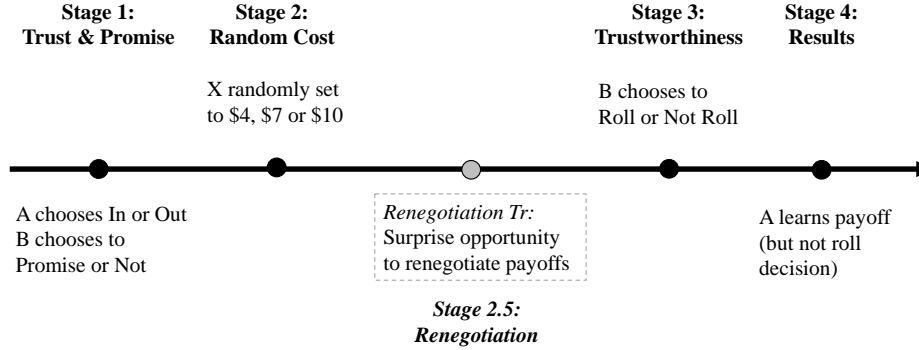 Stage 1:
Trust & Promise
Stage 2:
Random Cost
Stage 3:
Trustworthiness
Stage 4:
Results
X randomly set
to $4, $7 or $10
B chooses to
Roll or Not Roll
A chooses In or Out
B chooses to
Promise or Not
Renegotiation Tr:
Surprise opportunity
to renegotiate payoffs
A learns payoff
(but not roll
decision)
Stage 2.5:
Renegotiation